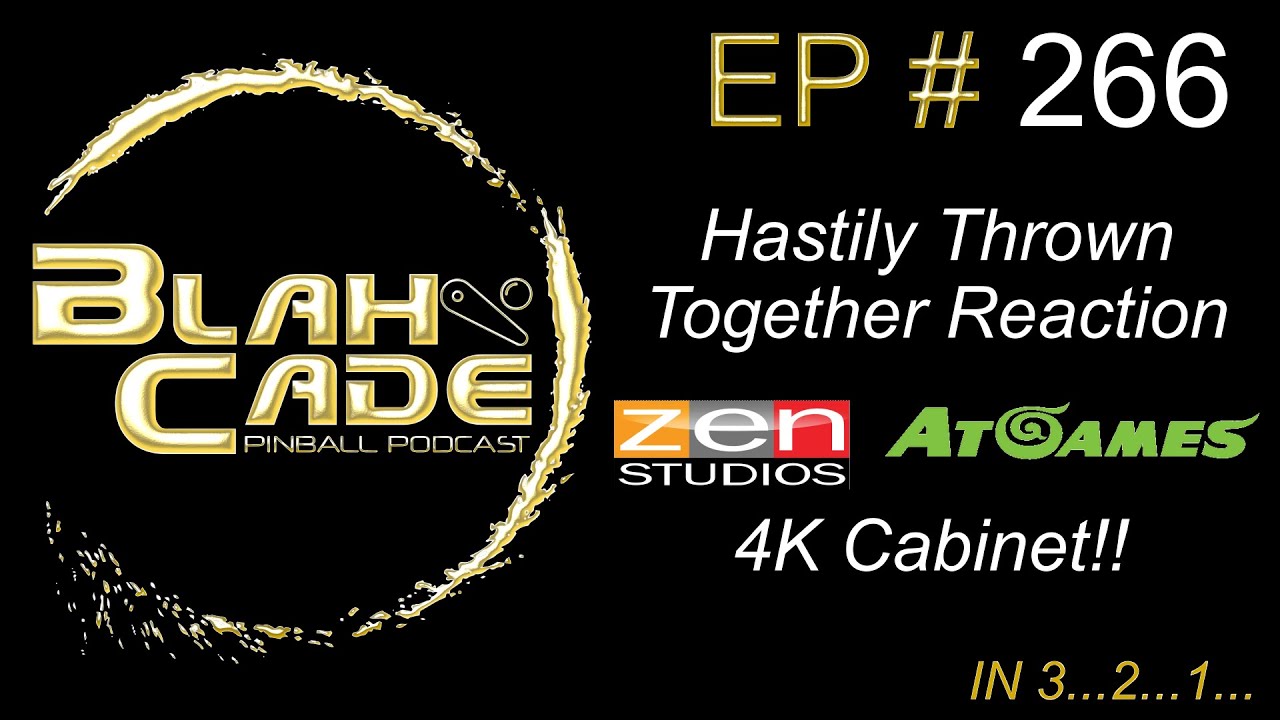 EP # 266
BLAH
CADE
PINBALL PODCAST
Hastily Thrown
Together Reaction
zen
STUDIOS
ATGAMES
4K Cabinet!!
IN 3...2...1...